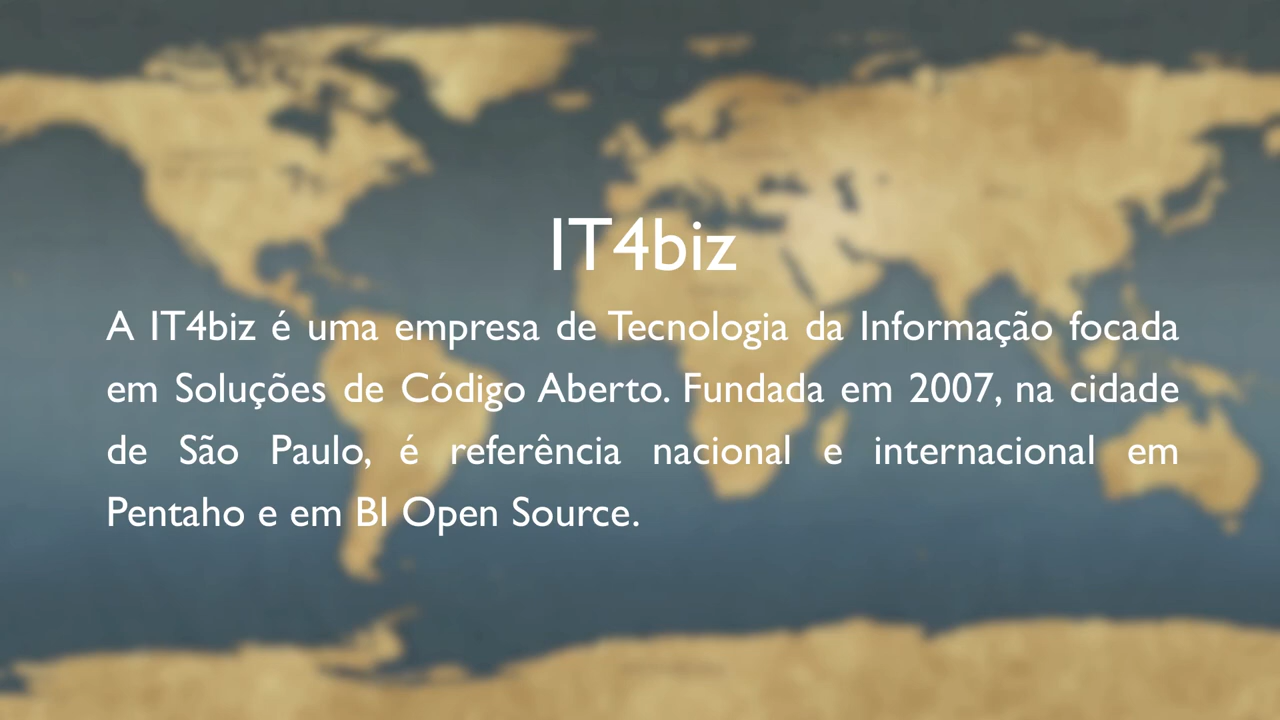 IT4biz
A IT4biz é uma empresa de Tecnologia da Informação focada
em Soluções de Código Aberto. Fundada em 2007, na cidade
de São Paulo, é referência nacional e internacional em
Pentaho e em BI Open Source.